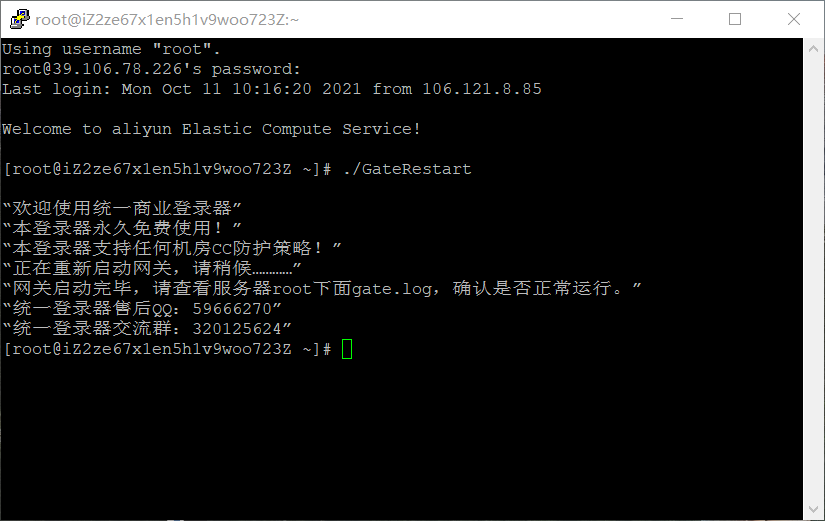 root@iZ2ze67x1en5h1v9woo723Z:~
Using username "root".
root@39.106.78.226's password:
Last login: Mon Oct 11 10:16:20 2021 from 106.121.8.85
Welcome to aliyun Elastic Compute Service!
[root@iZ2ze67x1en5h1v9woo723Z ~]# ./GateRestart
“欢迎使用统一商业登录器”
“本登录器永久免费使用！”
“本登录器支持任何机房CC防护策略！”
“正在重新启动网关，请稍候…………”
“网关启动完毕，请查看服务器root下面gate.log，确认是否正常运行。”
“统一登录器售后QQ：59666270”
“统一登录器交流群：320125624”
[root@iZ2ze67x1en5h1v9woo723Z ~]#